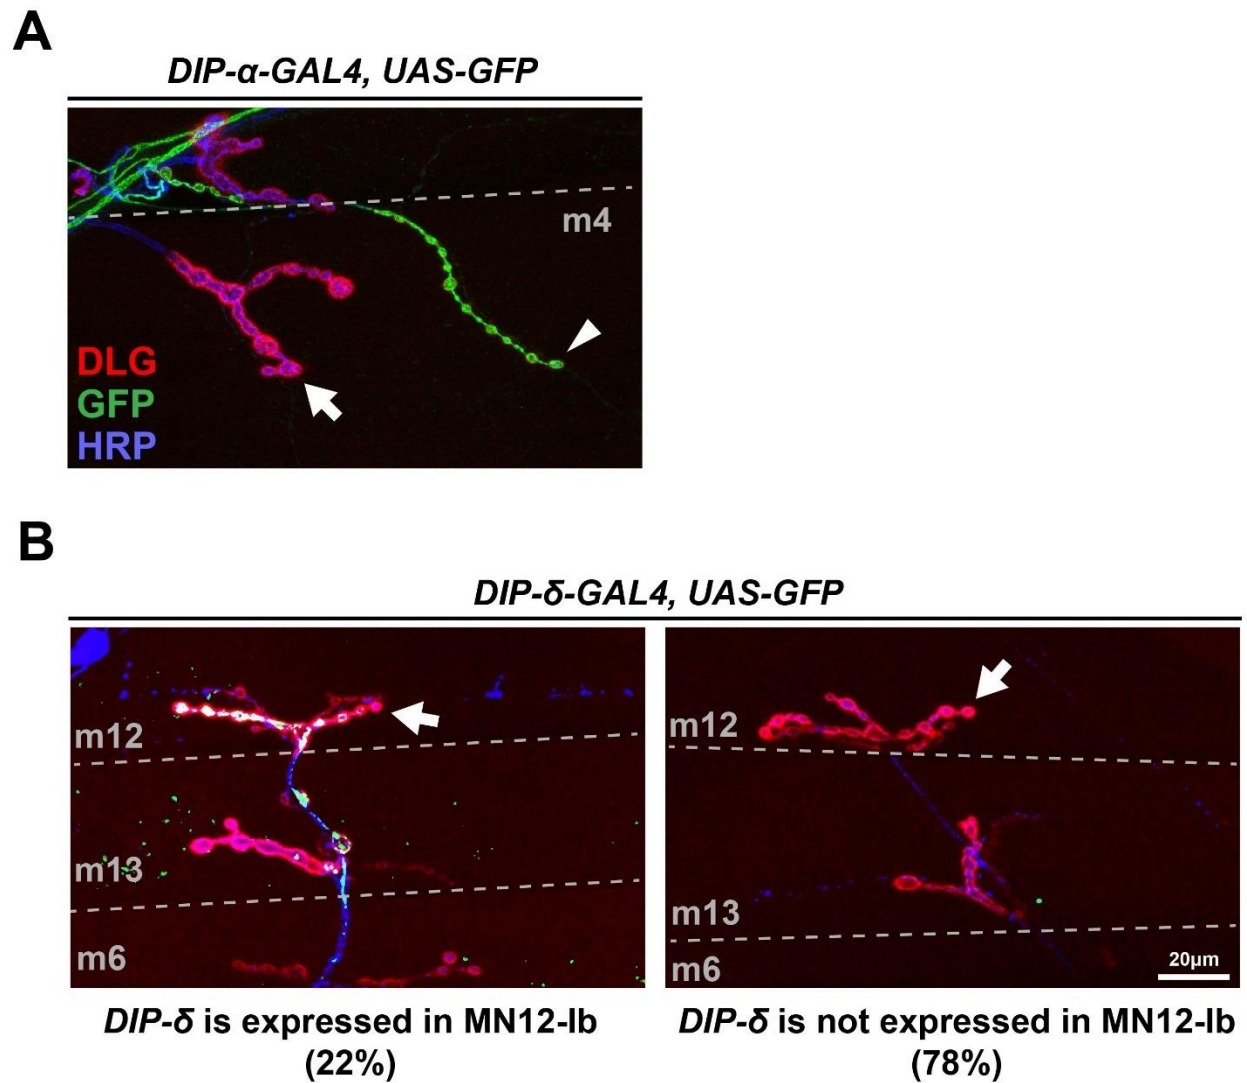 A
DIP-α-GAL4, UAS-GFP
m4
DLG
GFP
HRP
B
DIP-δ-GAL4, UAS-GFP
m12
m13
m6
m12
m13
m6
20μm
DIP-δ is expressed in MN12-Ib
(22%)
DIP-δ is not expressed in MN12-Ib
(78%)